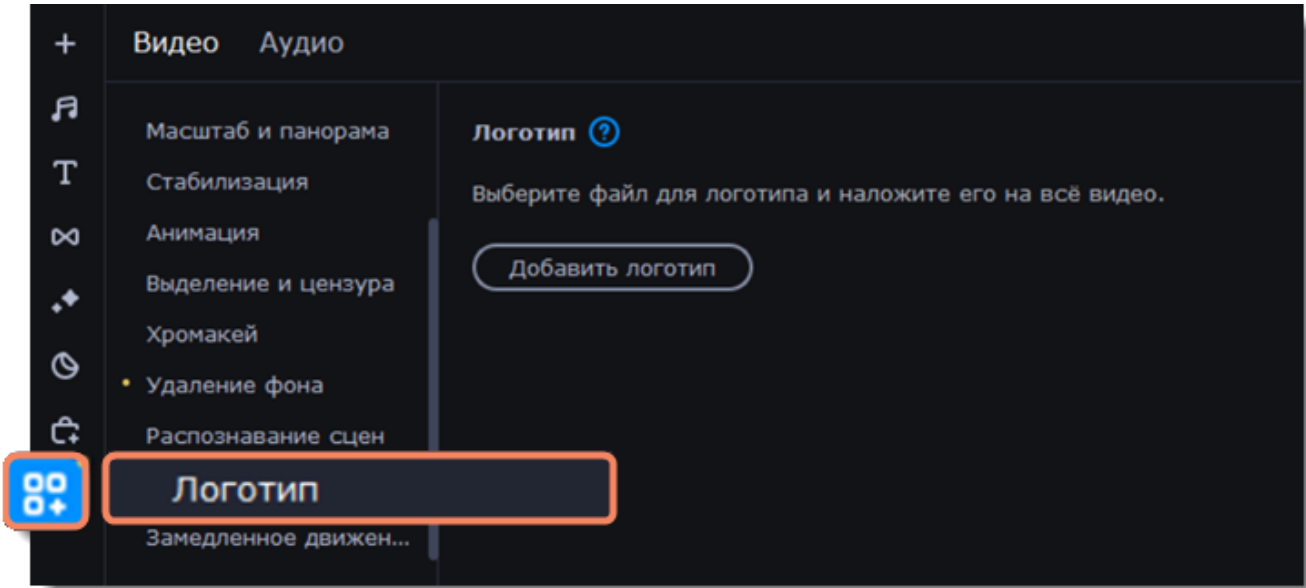 Видео Аудио
Масштаб и панорама
Стабилизация
Анимация
Выделение и цензура
Хромакей
Удаление фона
Распознавание сцен
Логотип
Замедленное движен...
Логотип ?
Выберите файл для логотипа и наложите его на всё видео.
Добавить логотип